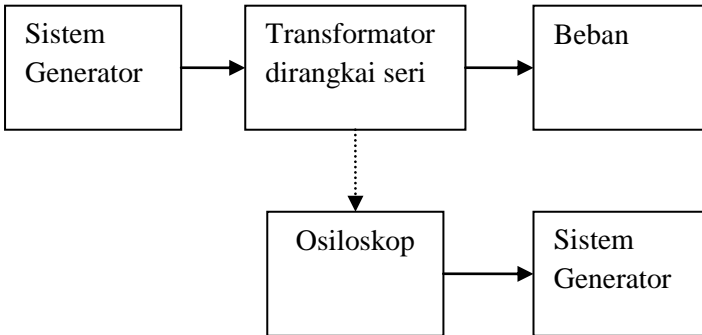 Sistem
Generator
Transformator
dirangkai seri
Beban
Osiloskop
Sistem
Generator